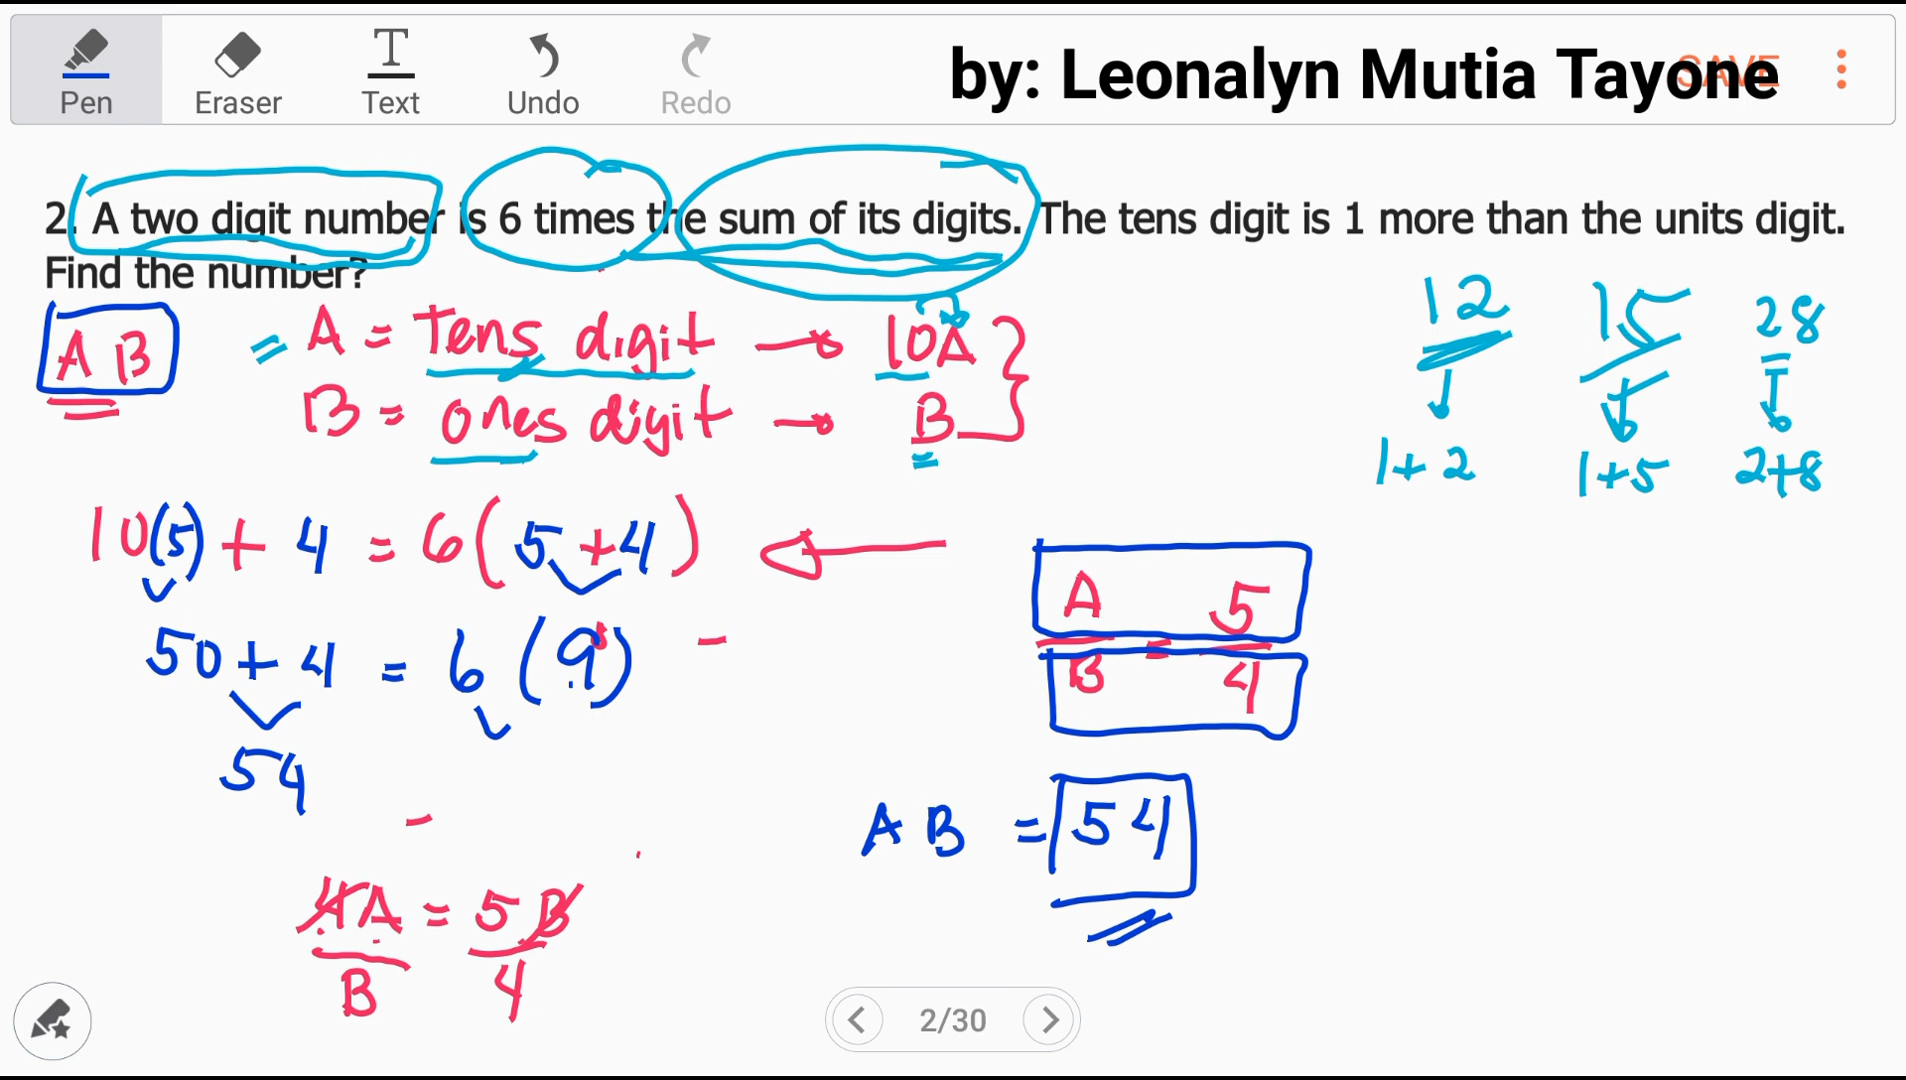 Pen Eraser Text Undo Redo by: Leonalyn Mutia Tayone SAVE
2. A two digit number is 6 times the sum of its digits. The tens digit is 1 more than the units digit.
Find the number?
AB = A = Tens digit → 10A
B = ones digit → B
12 15 28
1+2 1+5 2+8
10(5) + 4 = 6(5+4)
50 + 4 = 6(9)
54
A/B = 5/4
AB = 54
4A/B = 5B/4
2/30